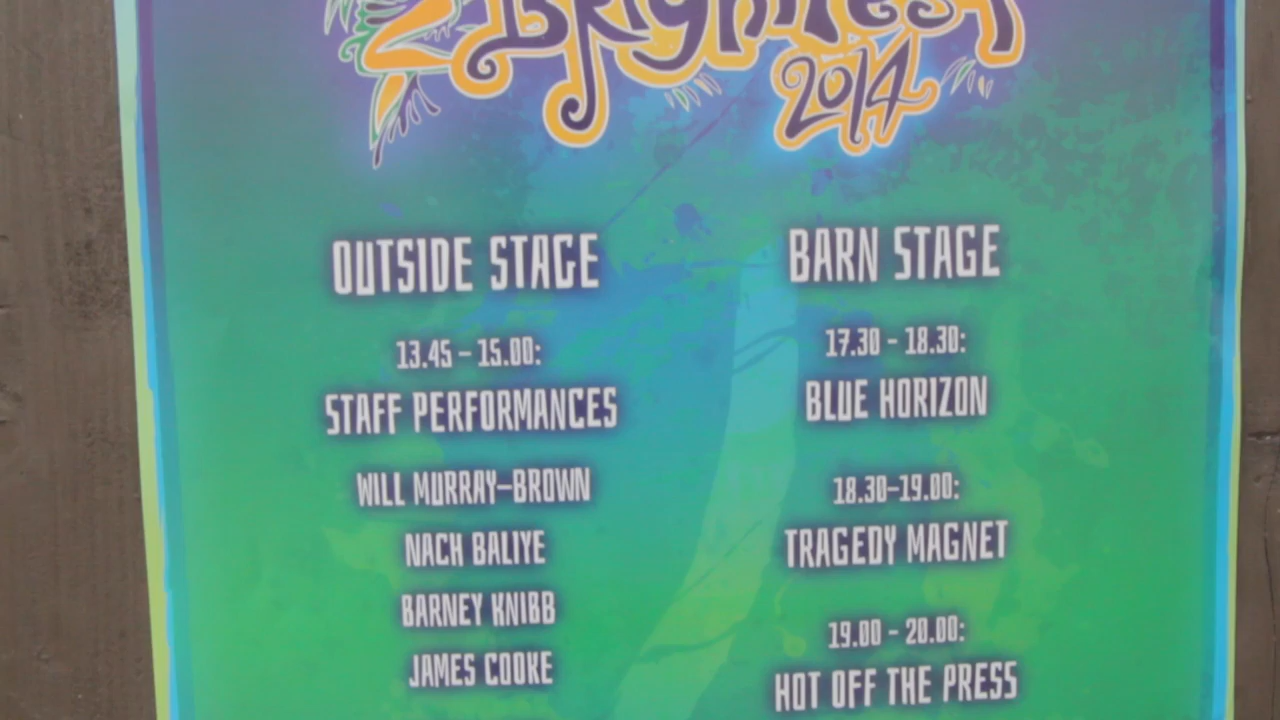 Brightfest
2014
OUTSIDE STAGE
13.45 - 15.00:
STAFF PERFORMANCES
WILL MURRAY-BROWN
NACH BALIYE
BARNEY KNIBB
JAMES COOKE
BARN STAGE
17.30 - 18.30:
BLUE HORIZON
18.30-19.00:
TRAGEDY MAGNET
19.00 - 20.00:
HOT OFF THE PRESS